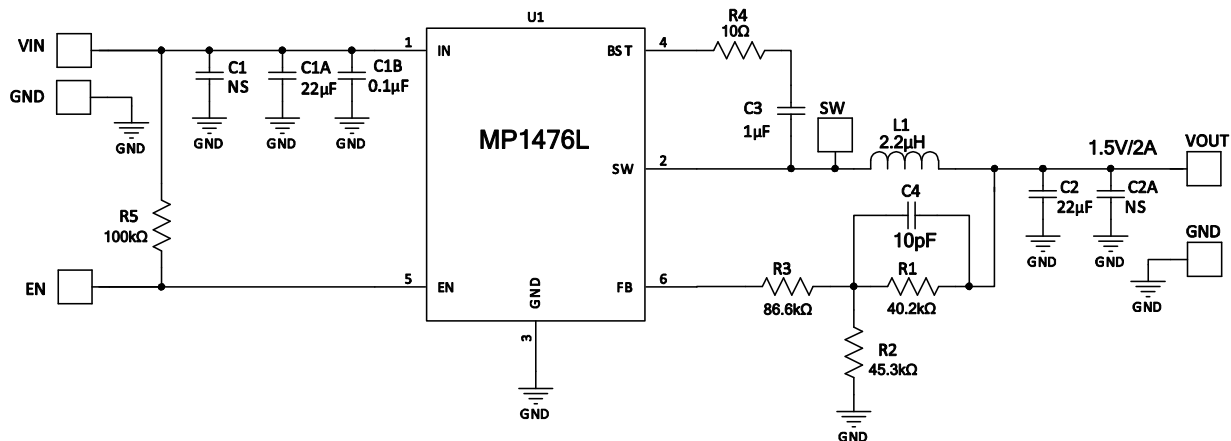 U1
VIN
GND
GND
C1
NS
GND
C1A
22µF
GND
C1B
0.1µF
GND
1
IN
MP1476L
BST
4
R4
10Ω
C3
1µF
SW
SW
2
L1
2.2µH
1.5V/2A
VOUT
C2
22µF
GND
C2A
NS
GND
GND
GND
C4
10pF
R5
100kΩ
EN
5
EN
GND
3
GND
FB
6
R3
86.6kΩ
R1
40.2kΩ
R2
45.3kΩ
GND